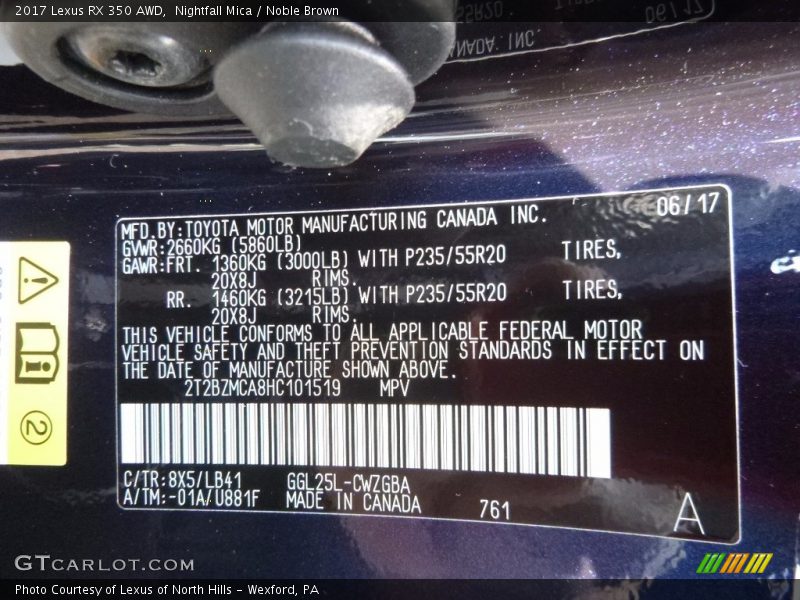 2017 Lexus RX 350 AWD, Nightfall Mica / Noble Brown
06/17
MFD.BY:TOYOTA MOTOR MANUFACTURING CANADA INC.
GVWR:2660KG (5860LB)
GAWR:FRT. 1360KG (3000LB) WITH P235/55R20 TIRES,
20X8J RIMS.
RR. 1460KG (3215LB) WITH P235/55R20 TIRES,
20X8J RIMS.
THIS VEHICLE CONFORMS TO ALL APPLICABLE FEDERAL MOTOR
VEHICLE SAFETY AND THEFT PREVENTION STANDARDS IN EFFECT ON
THE DATE OF MANUFACTURE SHOWN ABOVE.
2T2BZMCA8HC101519 MPV
C/TR:8X5/LB41 GGL25L-CWZGBA
A/TM:-01A/U881F MADE IN CANADA 761 A
2
GTCARLOT.COM
Photo Courtesy of Lexus of North Hills - Wexford, PA